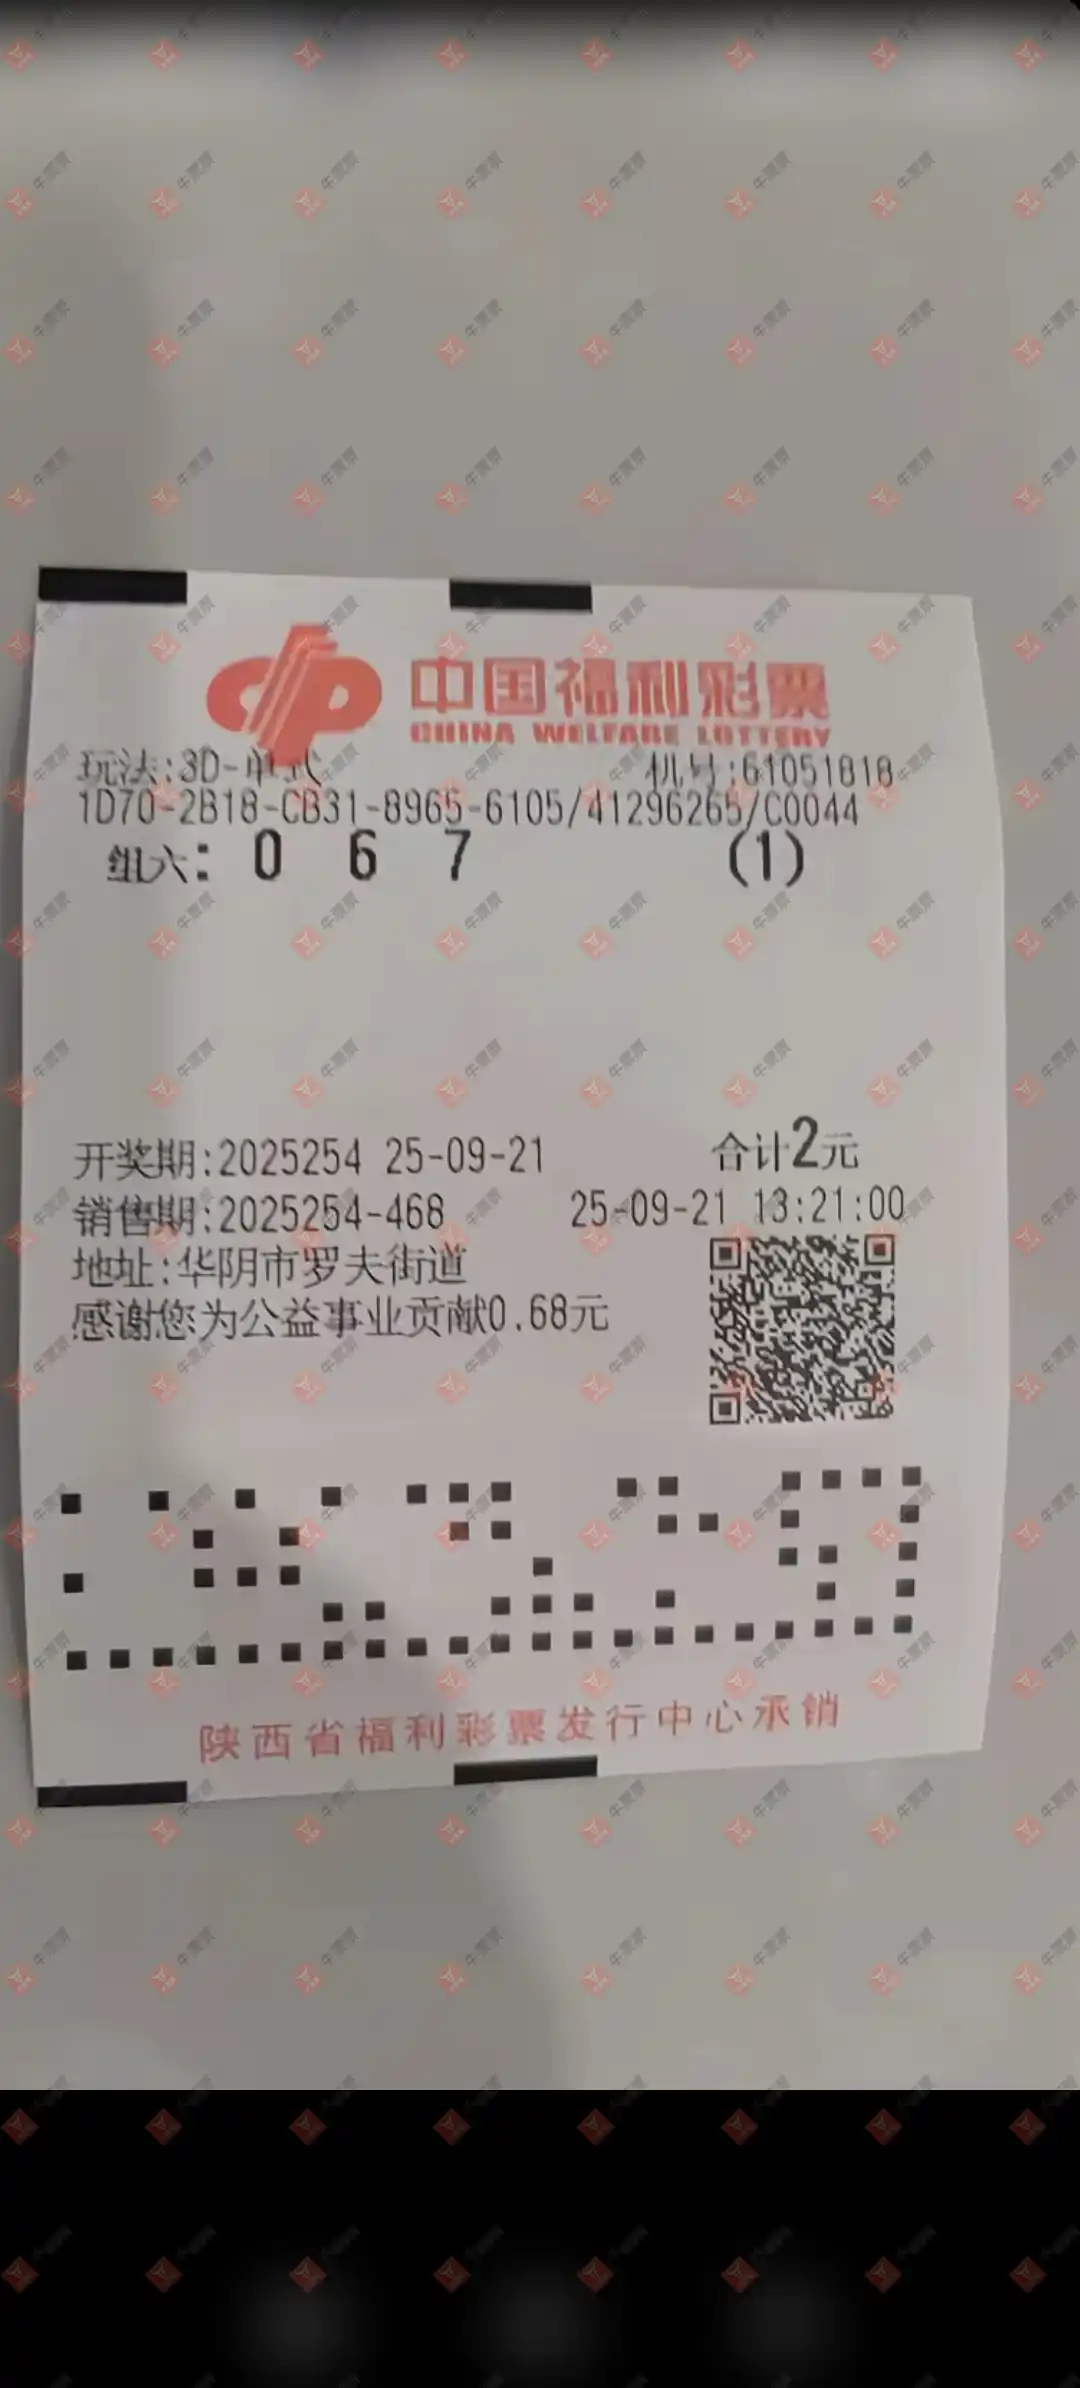 中国福利彩票
CHINA WELFARE LOTTERY
玩法:3D-单式 机号:61051818
1D70-2B18-CB31-8965-6105/41296265/C0044
组六: 0 6 7 (1)
开奖期:2025254 25-09-21 合计2元
销售期:2025254-468 25-09-21 13:21:00
地址:华阴市罗夫街道
感谢您为公益事业贡献0.68元
陕西省福利彩票发行中心承销
牛票票